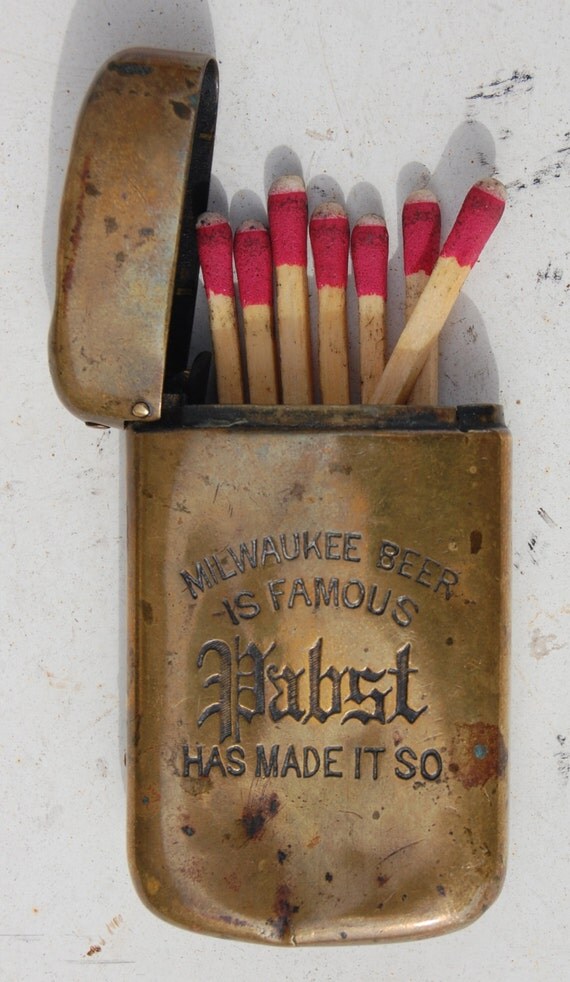 MILWAUKEE BEER
IS FAMOUS
Pabst
HAS MADE IT SO